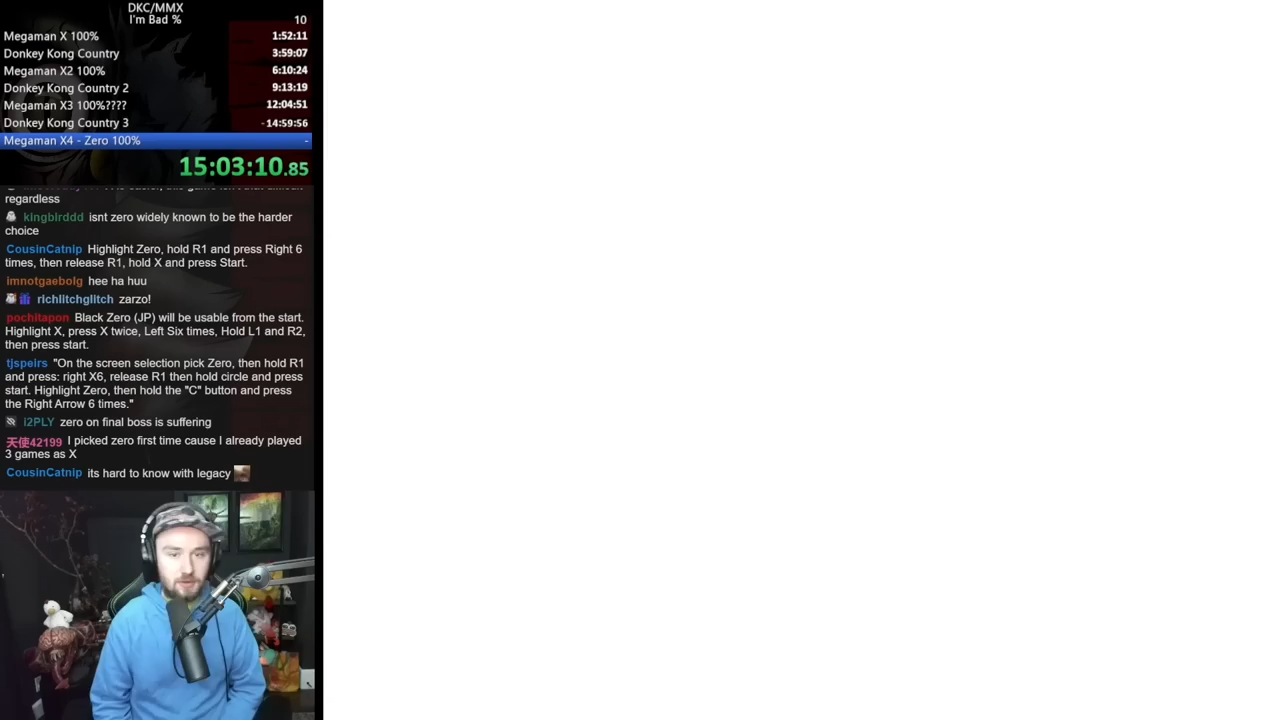 DKC/MMX
I'm Bad %
10
Megaman X 100% 1:52:11
Donkey Kong Country 3:59:07
Megaman X2 100% 6:10:24
Donkey Kong Country 2 9:13:19
Megaman X3 100%???? 12:04:51
Donkey Kong Country 3 - 14:59:56
Megaman X4 - Zero 100% -
15:03:10.85
regardless
kingbirddd isnt zero widely known to be the harder
choice
CousinCatnip Highlight Zero, hold R1 and press Right 6
times, then release R1, hold X and press Start.
imnotgaebolg hee ha huu
richlitchglitch zarzo!
pochitapon Black Zero (JP) will be usable from the start.
Highlight X, press X twice, Left Six times, Hold L1 and R2,
then press start.
tjspeirs "On the screen selection pick Zero, then hold R1
and press: right X6, release R1 then hold circle and press
start. Highlight Zero, then hold the "C" button and press
the Right Arrow 6 times."
I2PLY zero on final boss is suffering
天使42199 I picked zero first time cause I already played
3 games as X
CousinCatnip its hard to know with legacy